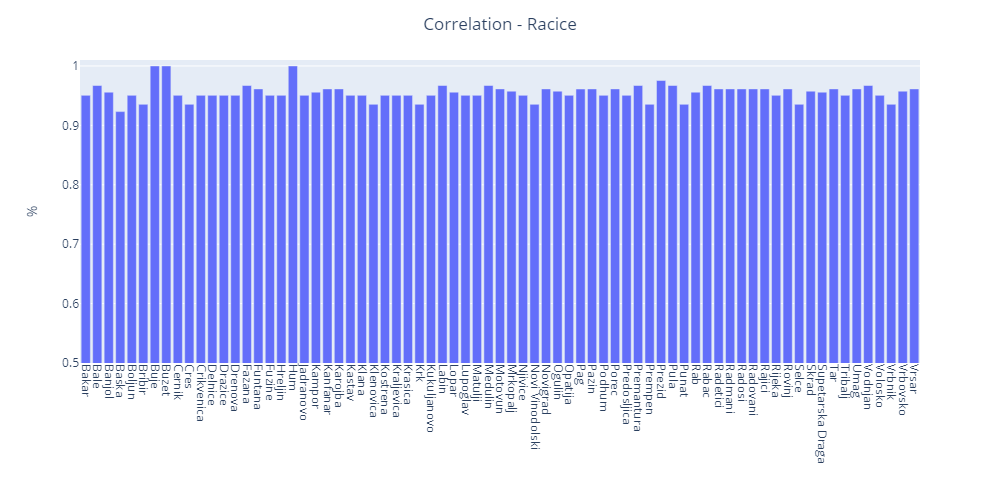 Correlation - Racice
%
1
0.9
0.8
0.7
0.6
0.5
Bakar
Bale
Banjol
Baska
Boljun
Bribir
Buje
Buzet
Cernik
Cres
Crikvenica
Delnice
Drazice
Drenova
Fazana
Funtana
Fuzine
Hreljin
Hum
Jadranovo
Kampor
Kanfanar
Karojba
Kastav
Klana
Klenovica
Kostrena
Kraljevica
Krasica
Krk
Kukuljanovo
Labin
Lopar
Lupoglav
Matulji
Medulin
Motovun
Mrkopalj
Njivice
Novi Vinodolski
Novigrad
Ogulin
Opatija
Pag
Pazin
Podhum
Porec
Predosljica
Premantura
Prempen
Prezid
Pula
Punat
Rab
Rabac
Radetici
Radmani
Radosi
Radovani
Rajici
Rijeka
Rovinj
Selce
Skrad
Supetarska Draga
Tar
Tribalj
Umag
Vodnjan
Volosko
Vrbnik
Vrbovsko
Vrsar